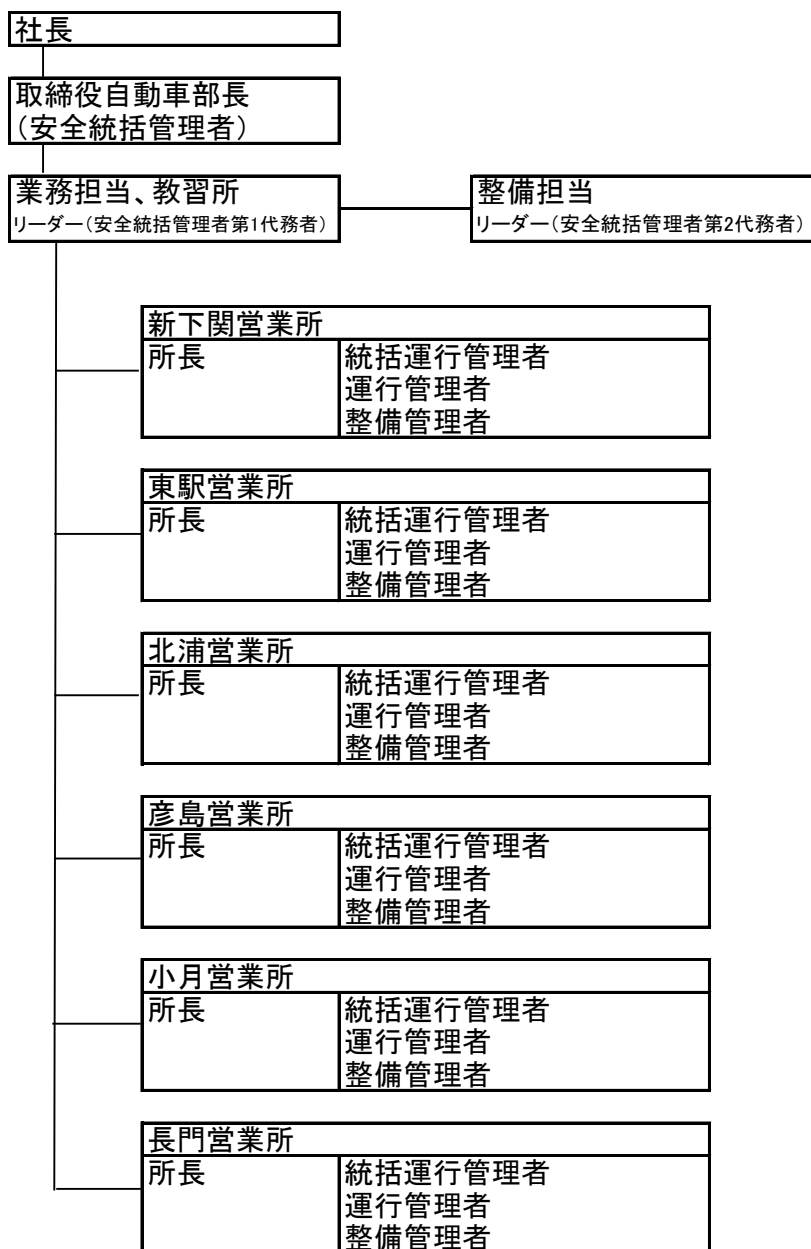 社長
取締役自動車部長
(安全統括管理者)
業務担当、教習所
リーダー(安全統括管理者第1代務者)
整備担当
リーダー(安全統括管理者第2代務者)
新下関営業所
所長 統括運行管理者
運行管理者
整備管理者
東駅営業所
所長 統括運行管理者
運行管理者
整備管理者
北浦営業所
所長 統括運行管理者
運行管理者
整備管理者
彦島営業所
所長 統括運行管理者
運行管理者
整備管理者
小月営業所
所長 統括運行管理者
運行管理者
整備管理者
長門営業所
所長 統括運行管理者
運行管理者
整備管理者